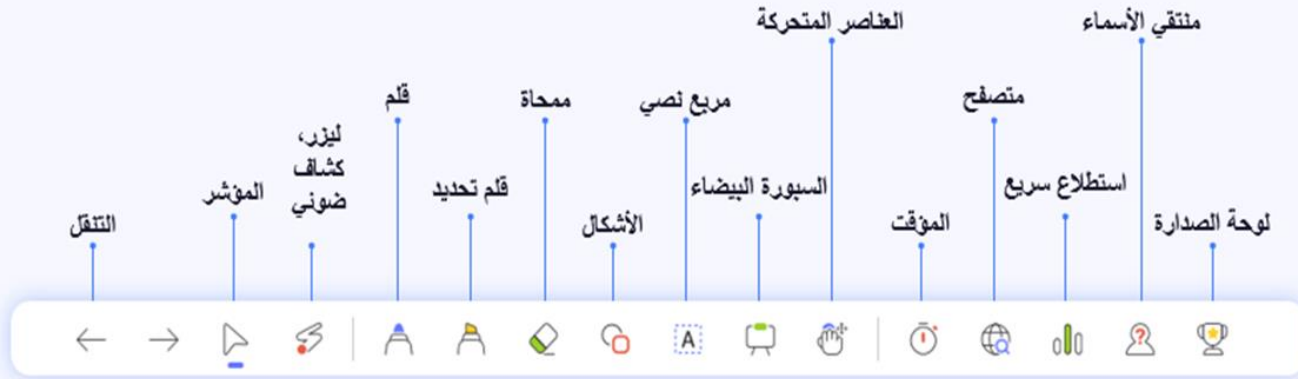 العناصر المتحركة
منتقي الأسماء
قلم
ممحاة
مربع نصي
متصفح
ليزر،
كشاف
ضوئي
المؤشر
قلم تحديد
السبورة البيضاء
استطلاع سريع
التنقل
الأشكال
المؤقت
لوحة الصدارة
A
?